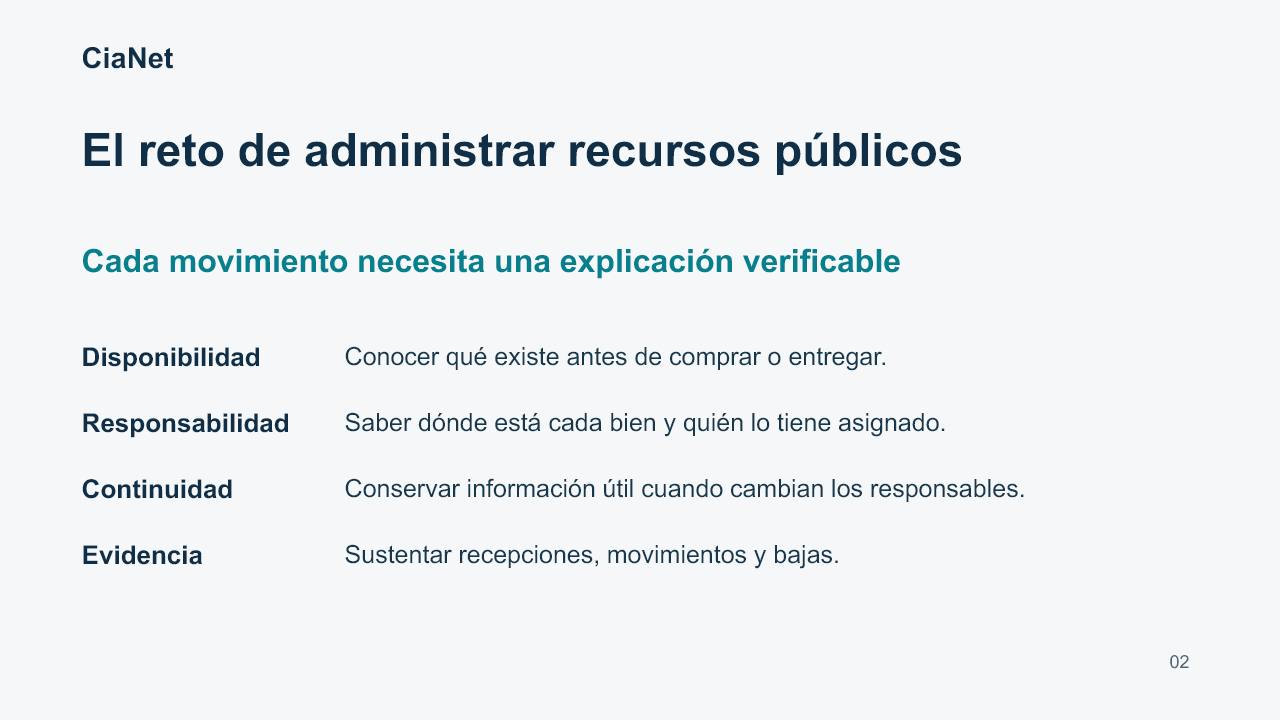 CiaNet
El reto de administrar recursos públicos
Cada movimiento necesita una explicación verificable
Disponibilidad Conocer qué existe antes de comprar o entregar.
Responsabilidad Saber dónde está cada bien y quién lo tiene asignado.
Continuidad Conservar información útil cuando cambian los responsables.
Evidencia Sustentar recepciones, movimientos y bajas.
02